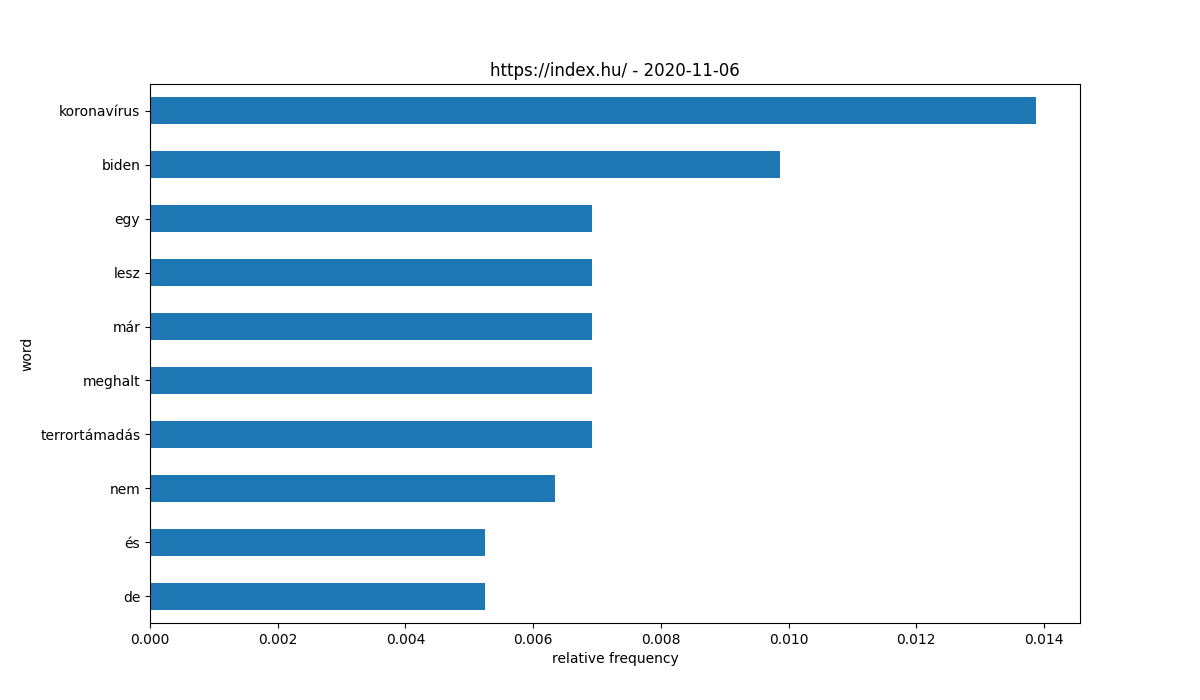 https://index.hu/ - 2020-11-06
koronavírus
biden
egy
lesz
már
meghalt
terrortámadás
nem
és
de
word
0.000 0.002 0.004 0.006 0.008 0.010 0.012 0.014
relative frequency